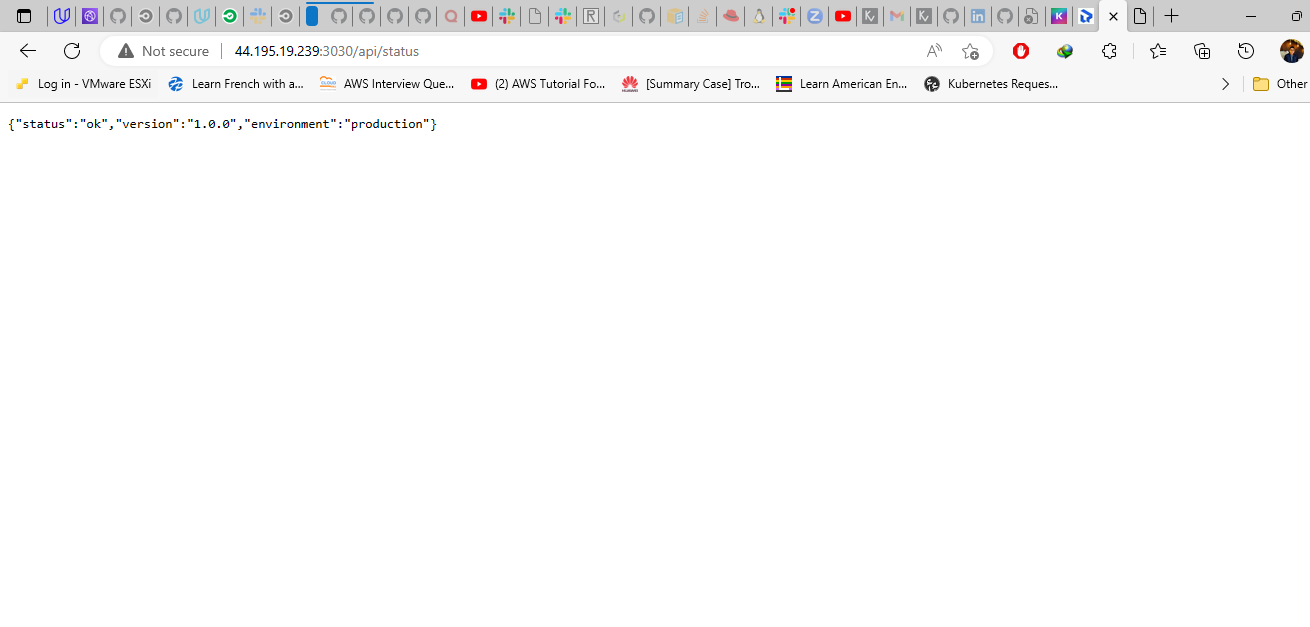 Not secure 44.195.19.239:3030/api/status
Log in - VMware ESXi Learn French with a... AWS Interview Que... (2) AWS Tutorial Fo... [Summary Case] Tro... Learn American En... Kubernetes Reques... Other
{"status":"ok","version":"1.0.0","environment":"production"}